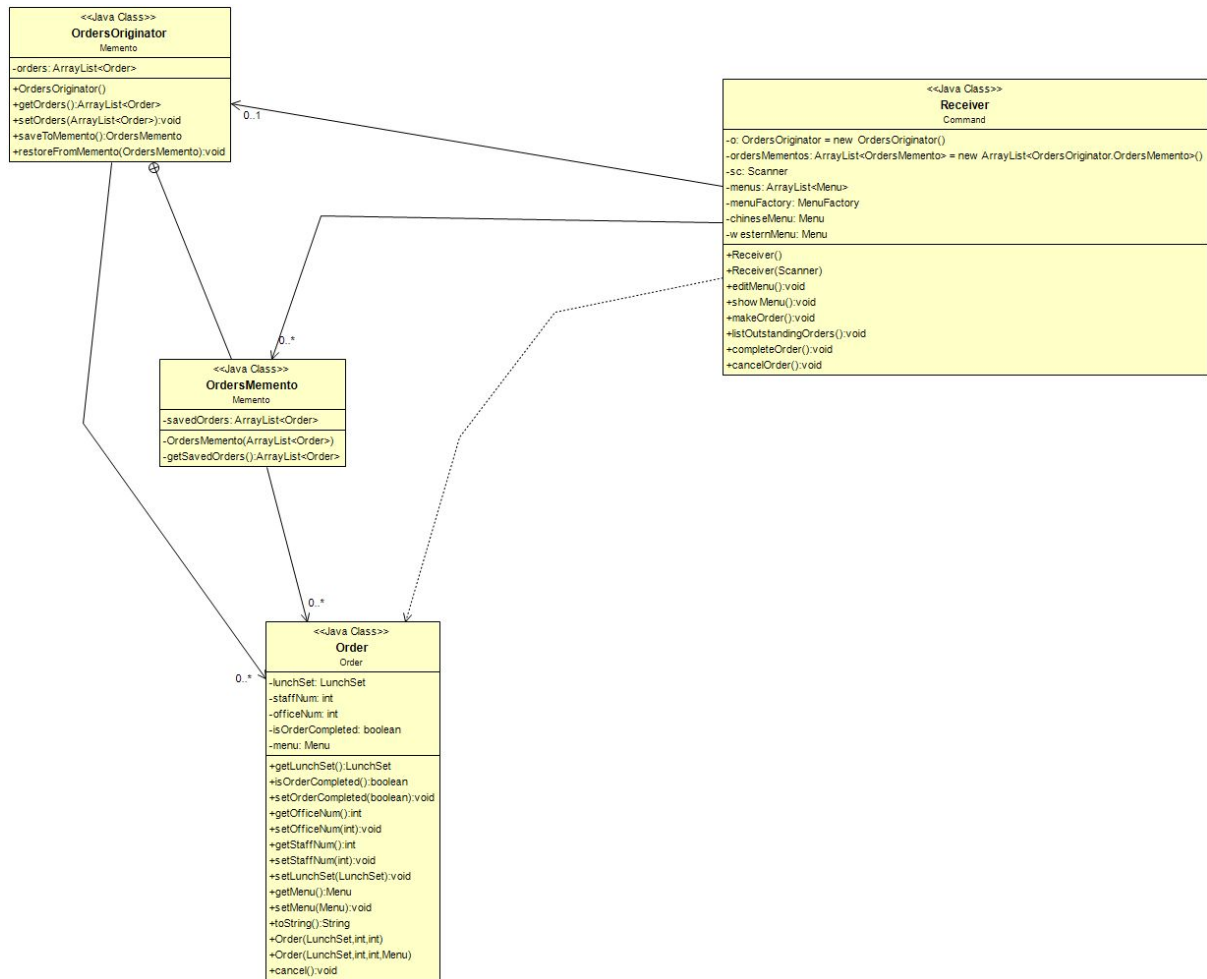 <<Java Class>>
OrdersOriginator
Memento
-orders: ArrayList<Order>
+OrdersOriginator()
+getOrders():ArrayList<Order>
+setOrders(ArrayList<Order>):void
+saveToMemento():OrdersMemento
+restoreFromMemento(OrdersMemento):void
<<Java Class>>
Receiver
Command
-o: OrdersOriginator = new OrdersOriginator()
-ordersMementos: ArrayList<OrdersMemento> = new ArrayList<OrdersOriginator.OrdersMemento>()
-sc: Scanner
-menus: ArrayList<Menu>
-menuFactory: MenuFactory
-chineseMenu: Menu
-westernMenu: Menu
+Receiver()
+Receiver(Scanner)
+editMenu():void
+showMenu():void
+makeOrder():void
+listOutstandingOrders():void
+completeOrder():void
+cancelOrder():void
0..1
0..*
<<Java Class>>
OrdersMemento
Memento
-savedOrders: ArrayList<Order>
-OrdersMemento(ArrayList<Order>)
-getSavedOrders():ArrayList<Order>
0..*
0..*
<<Java Class>>
Order
Order
-lunchSet: LunchSet
-staffNum: int
-officeNum: int
-isOrderCompleted: boolean
-menu: Menu
+getLunchSet():LunchSet
+isOrderCompleted():boolean
+setOrderCompleted(boolean):void
+getOfficeNum():int
+setOfficeNum(int):void
+getStaffNum():int
+setStaffNum(int):void
+setLunchSet(LunchSet):void
+getMenu():Menu
+setMenu(Menu):void
+toString():String
+Order(LunchSet,int,int)
+Order(LunchSet,int,int,Menu)
+cancel():void